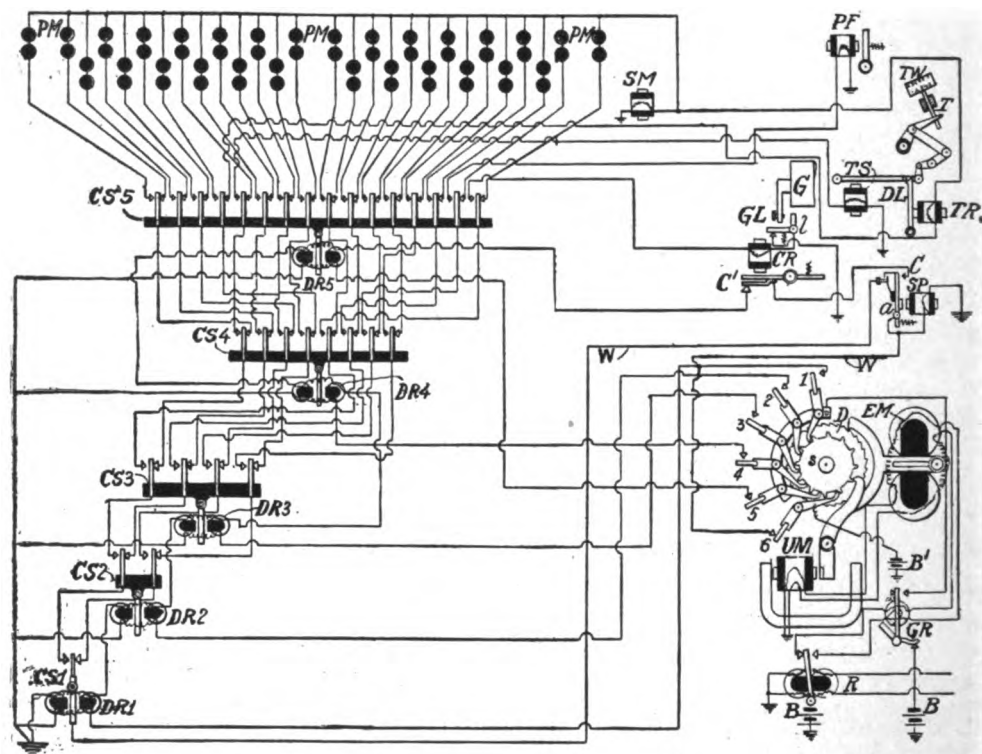 PM PM PM PF
SM TW
T
TS
DL
CS5 G
GL l TR
DR5 CR
C' C
SP
a
CS4 W W
DR4 1
2 D EM
3
CS3 4 s
DR3 5
6
CS2 UM B'
DR2
GR
CS1
DR1 R
B B